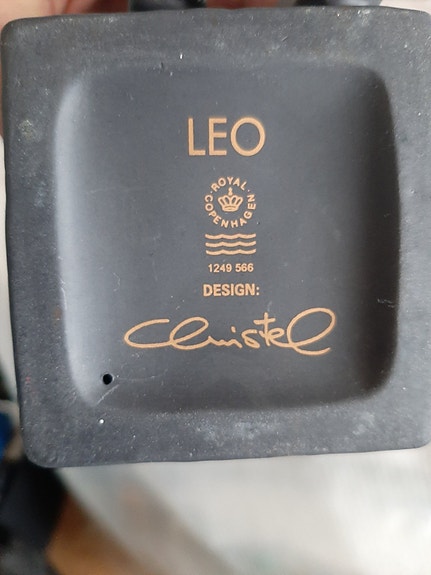 LEO
ROYAL
COPENHAGEN
1249 566
DESIGN:
Christel